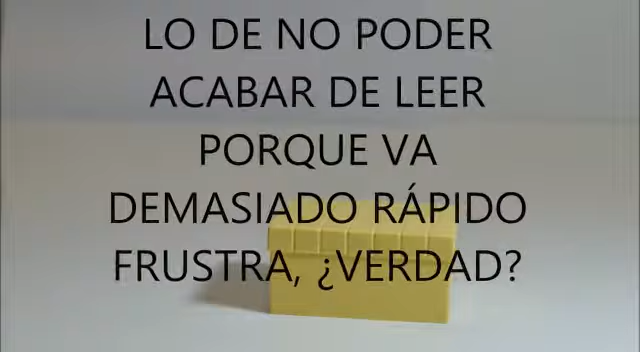 LO DE NO PODER
ACABAR DE LEER
PORQUE VA
DEMASIADO RÁPIDO
FRUSTRA, ¿VERDAD?